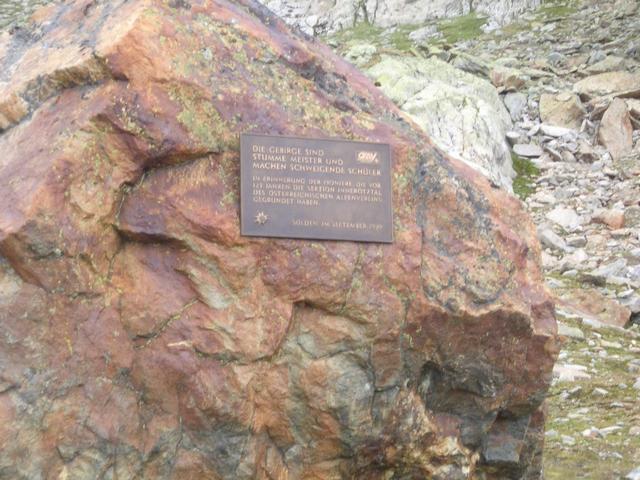 DIE GEBIRGE SIND
STUMME MEISTER UND
MACHEN SCHWEIGENDE SCHÜLER
IN ERINNERUNG DER PIONIERE, DIE VOR
125 JAHREN DIE SEKTION INNERÖTZTAL
DES ÖSTERREICHISCHEN ALPENVEREINS
GEGRÜNDET HABEN.
SÖLDEN, IM SEPTEMBER